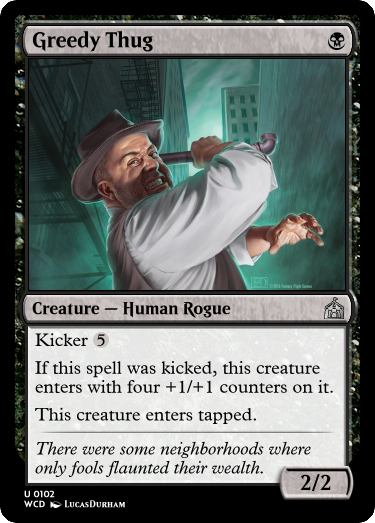 Greedy Thug
Creature — Human Rogue
Kicker 5
If this spell was kicked, this creature
enters with four +1/+1 counters on it.
This creature enters tapped.
There were some neighborhoods where
only fools flaunted their wealth.
2/2
U 0102
WCD LucasDurham